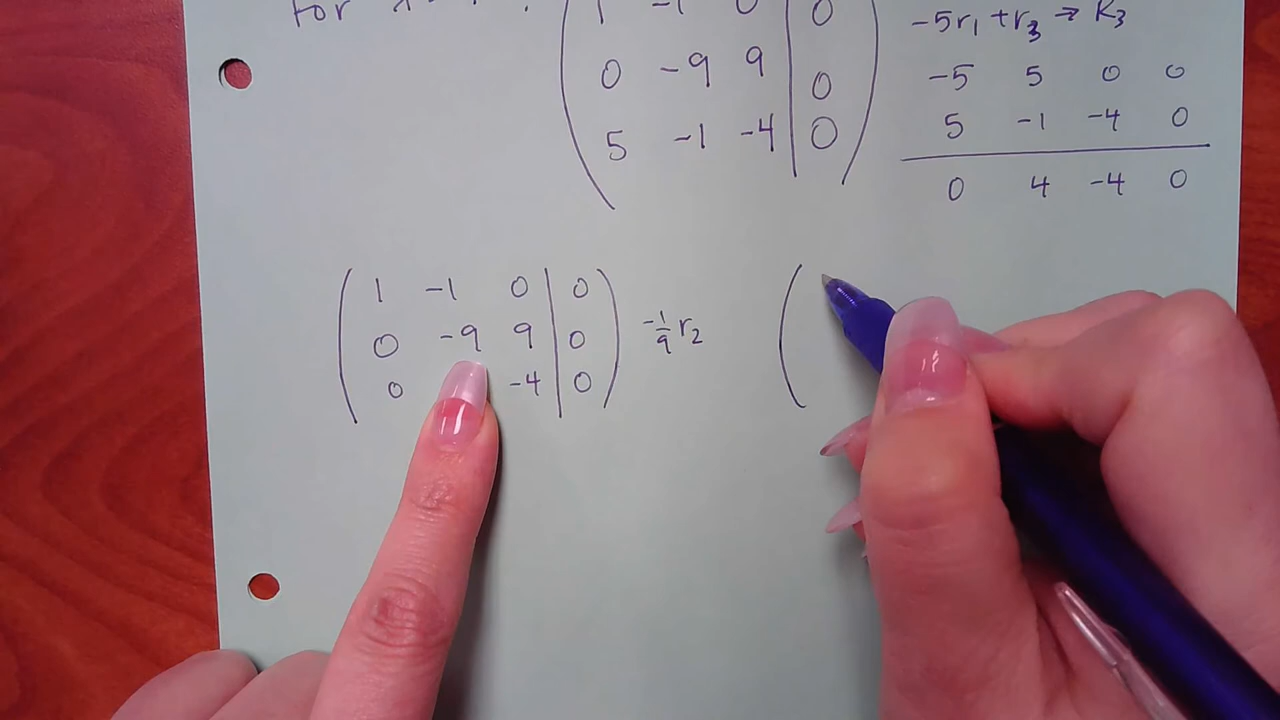 for
1 -1 0 | 0
0 -9 9 | 0
5 -1 -4 | 0
-5r₁ + r₃ → R₃
-5 5 0 0
5 -1 -4 0
0 4 -4 0
1 -1 0 | 0
0 -9 9 | 0
0 -4 | 0
-1/9 r₂